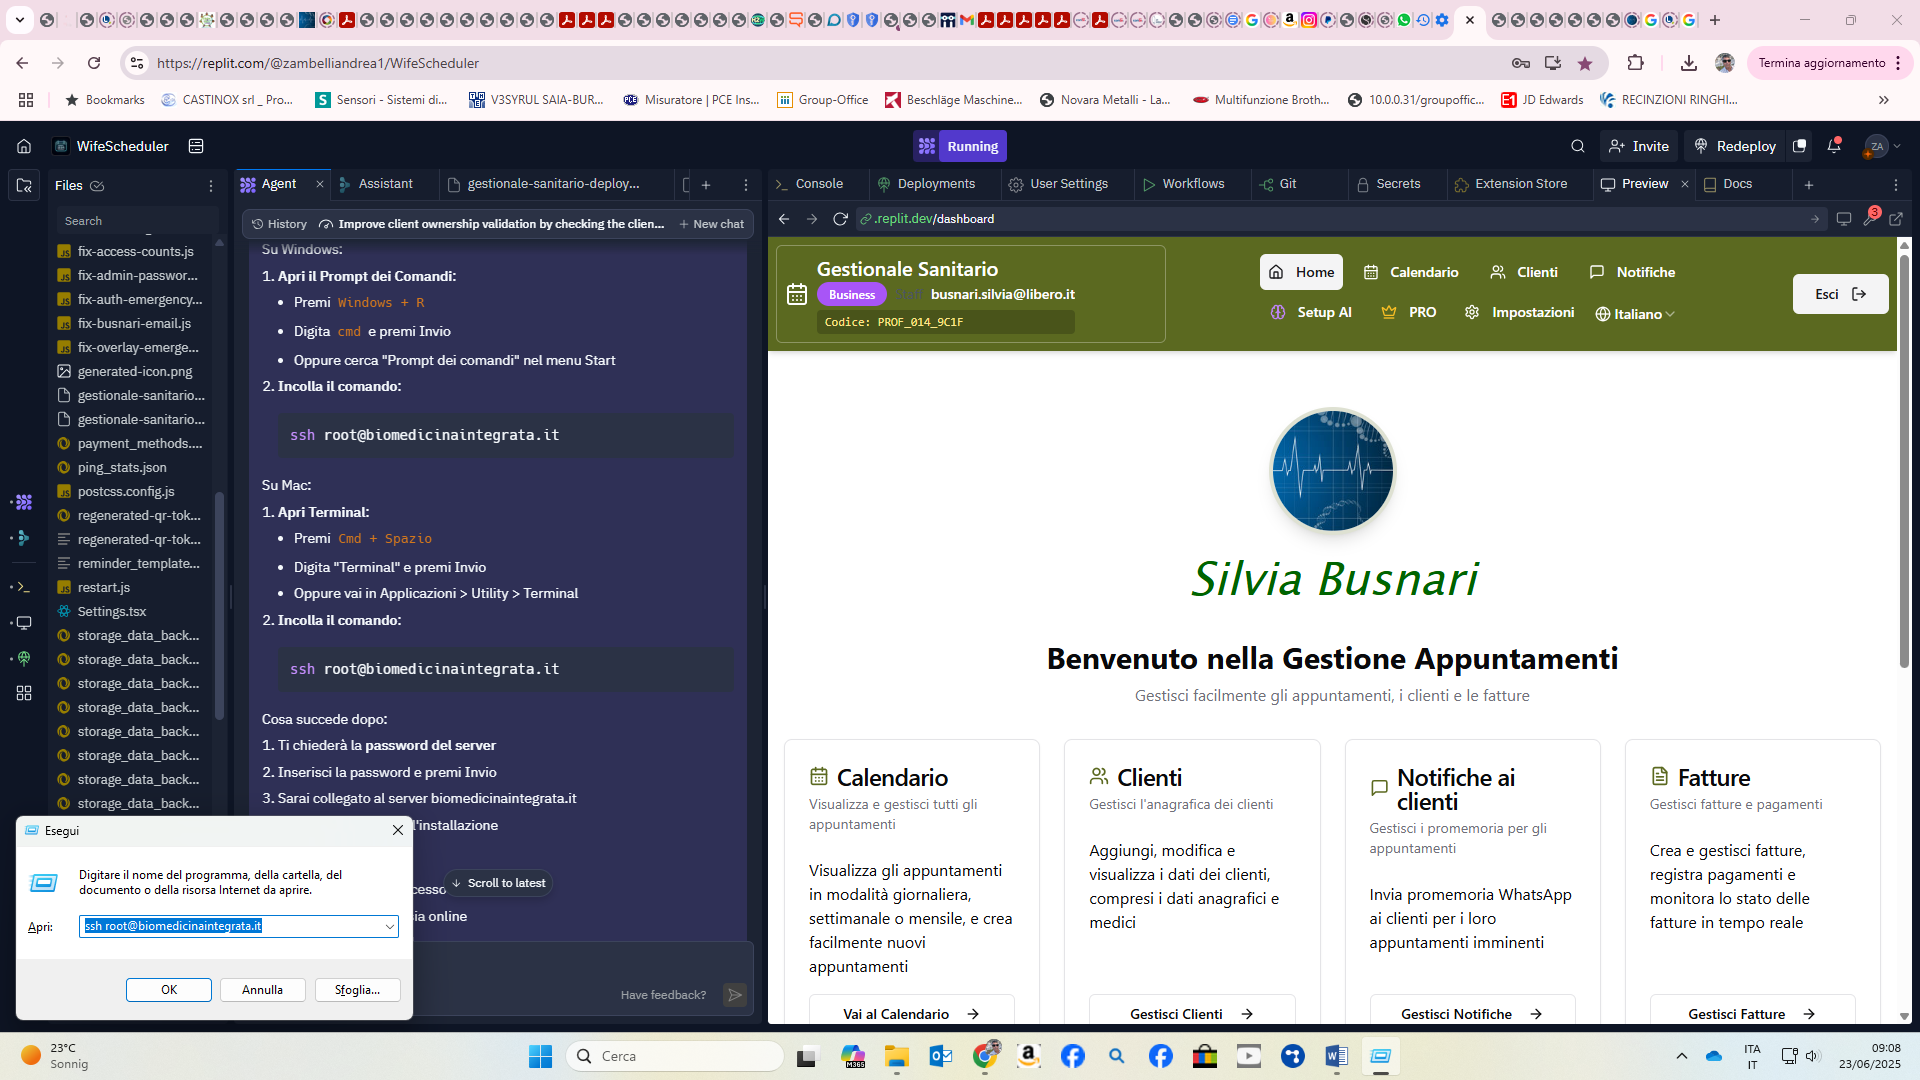 https://replit.com/@zambelliandrea1/WifeScheduler
Termina aggiornamento
Bookmarks
CASTINOX srl _ Pro...
Sensori - Sistemi di...
V3SYRUL SAIA-BUR...
Misuratore | PCE Ins...
Group-Office
Beschläge Maschine...
Novara Metalli - La...
Multifunzione Broth...
10.0.0.31/groupoffic...
JD Edwards
RECINZIONI RINGHI...
WifeScheduler
Running
Invite
Redeploy
ZA
Files
Agent
Assistant
gestionale-sanitario-deploy...
Console
Deployments
User Settings
Workflows
Git
Secrets
Extension Store
Preview
Docs
Search
History
Improve client ownership validation by checking the clien...
New chat
.replit.dev/dashboard
3
fix-access-counts.js
fix-admin-passwor...
fix-auth-emergency...
fix-busnari-email.js
fix-overlay-emerge...
generated-icon.png
gestionale-sanitario...
gestionale-sanitario...
payment_methods....
ping_stats.json
postcss.config.js
regenerated-qr-tok...
regenerated-qr-tok...
reminder_template...
restart.js
Settings.tsx
storage_data_back...
storage_data_back...
storage_data_back...
storage_data_back...
storage_data_back...
storage_data_back...
storage_data_back...
storage_data_back...
Su Windows:
1. Apri il Prompt dei Comandi:
Premi Windows + R
Digita cmd e premi Invio
Oppure cerca "Prompt dei comandi" nel menu Start
2. Incolla il comando:
ssh root@biomedicinaintegrata.it
Su Mac:
1. Apri Terminal:
Premi Cmd + Spazio
Digita "Terminal" e premi Invio
Oppure vai in Applicazioni > Utility > Terminal
2. Incolla il comando:
ssh root@biomedicinaintegrata.it
Cosa succede dopo:
1. Ti chiederà la password del server
2. Inserisci la password e premi Invio
3. Sarai collegato al server biomedicinaintegrata.it
l'installazione
Scroll to latest
Have feedback?
Gestionale Sanitario
Business
Staff
busnari.silvia@libero.it
Codice: PROF_014_9C1F
Home
Calendario
Clienti
Notifiche
Setup AI
PRO
Impostazioni
Italiano
Esci
Silvia Busnari
Benvenuto nella Gestione Appuntamenti
Gestisci facilmente gli appuntamenti, i clienti e le fatture
Calendario
Visualizza e gestisci tutti gli
appuntamenti
Visualizza gli appuntamenti
in modalità giornaliera,
settimanale o mensile, e crea
facilmente nuovi
appuntamenti
Vai al Calendario
Clienti
Gestisci l'anagrafica dei clienti
Aggiungi, modifica e
visualizza i dati dei clienti,
compresi i dati anagrafici e
medici
Gestisci Clienti
Notifiche ai
clienti
Gestisci i promemoria per gli
appuntamenti
Invia promemoria WhatsApp
ai clienti per i loro
appuntamenti imminenti
Gestisci Notifiche
Fatture
Gestisci fatture e pagamenti
Crea e gestisci fatture,
registra pagamenti e
monitora lo stato delle
fatture in tempo reale
Gestisci Fatture
Esegui
Digitare il nome del programma, della cartella, del
documento o della risorsa Internet da aprire.
Apri:
ssh root@biomedicinaintegrata.it
OK
Annulla
Sfoglia...
23°C
Sonnig
Cerca
ITA
IT
09:08
23/06/2025